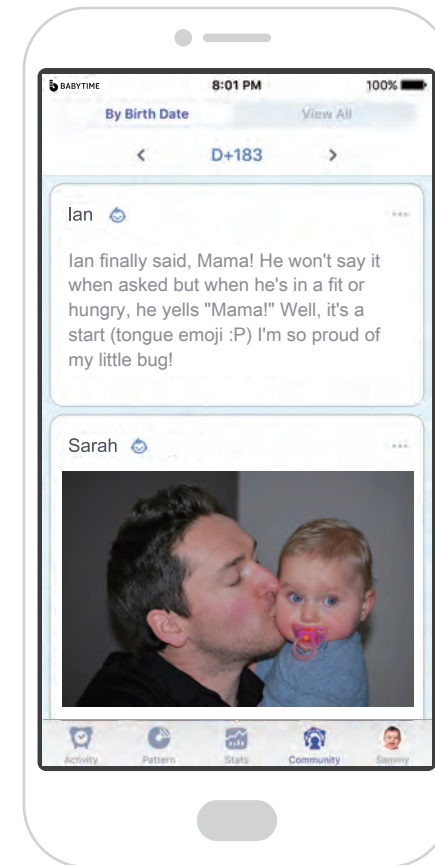 BABYTIME 8:01 PM 100%
By Birth Date View All
< D+183 >
Ian
Ian finally said, Mama! He won't say it
when asked but when he's in a fit or
hungry, he yells "Mama!" Well, it's a
start (tongue emoji :P) I'm so proud of
my little bug!
Sarah
Activity Pattern Stats Community Sammy